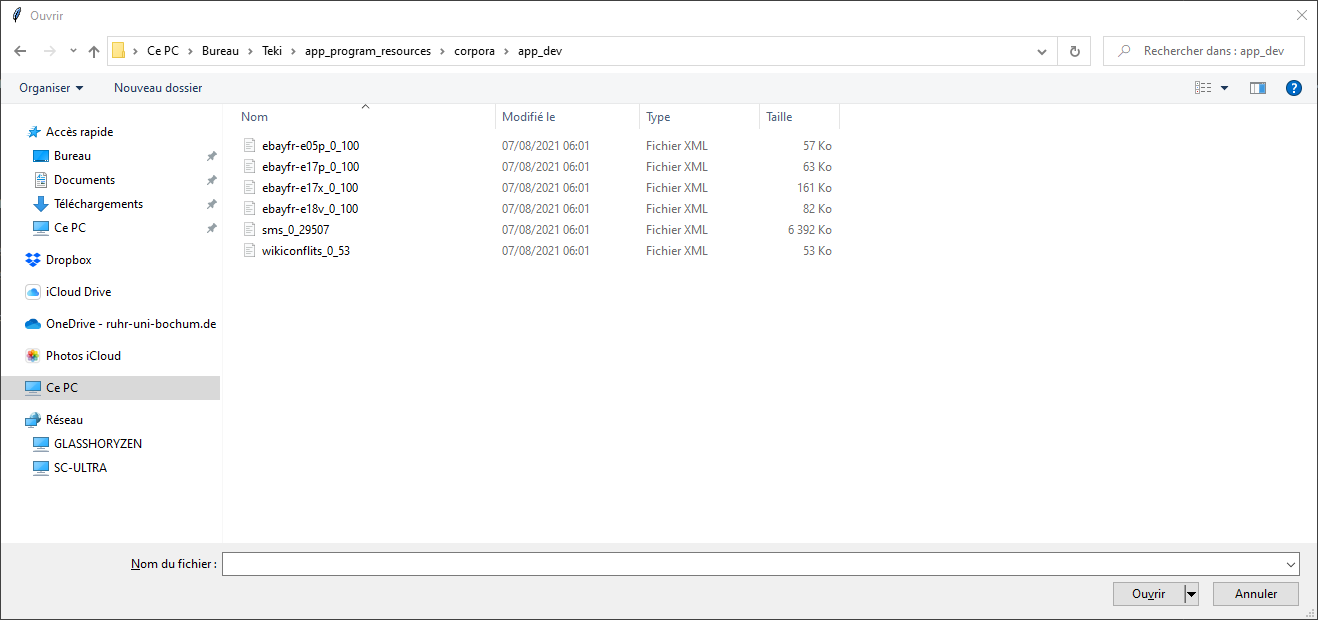 Ouvrir
Ce PC > Bureau > Teki > app_program_resources > corpora > app_dev
Rechercher dans : app_dev
Organiser
Nouveau dossier
?
Accès rapide
Bureau
Documents
Téléchargements
Ce PC
Dropbox
iCloud Drive
OneDrive - ruhr-uni-bochum.de
Photos iCloud
Ce PC
Réseau
GLASSHORYZEN
SC-ULTRA
Nom Modifié le Type Taille
ebayfr-e05p_0_100 07/08/2021 06:01 Fichier XML 57 Ko
ebayfr-e17p_0_100 07/08/2021 06:01 Fichier XML 63 Ko
ebayfr-e17x_0_100 07/08/2021 06:01 Fichier XML 161 Ko
ebayfr-e18v_0_100 07/08/2021 06:01 Fichier XML 82 Ko
sms_0_29507 07/08/2021 06:01 Fichier XML 6 392 Ko
wikiconflits_0_53 07/08/2021 06:01 Fichier XML 53 Ko
Nom du fichier :
Ouvrir
Annuler